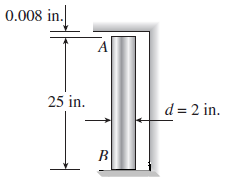 0.008 in.
A
25 in.
d = 2 in.
B